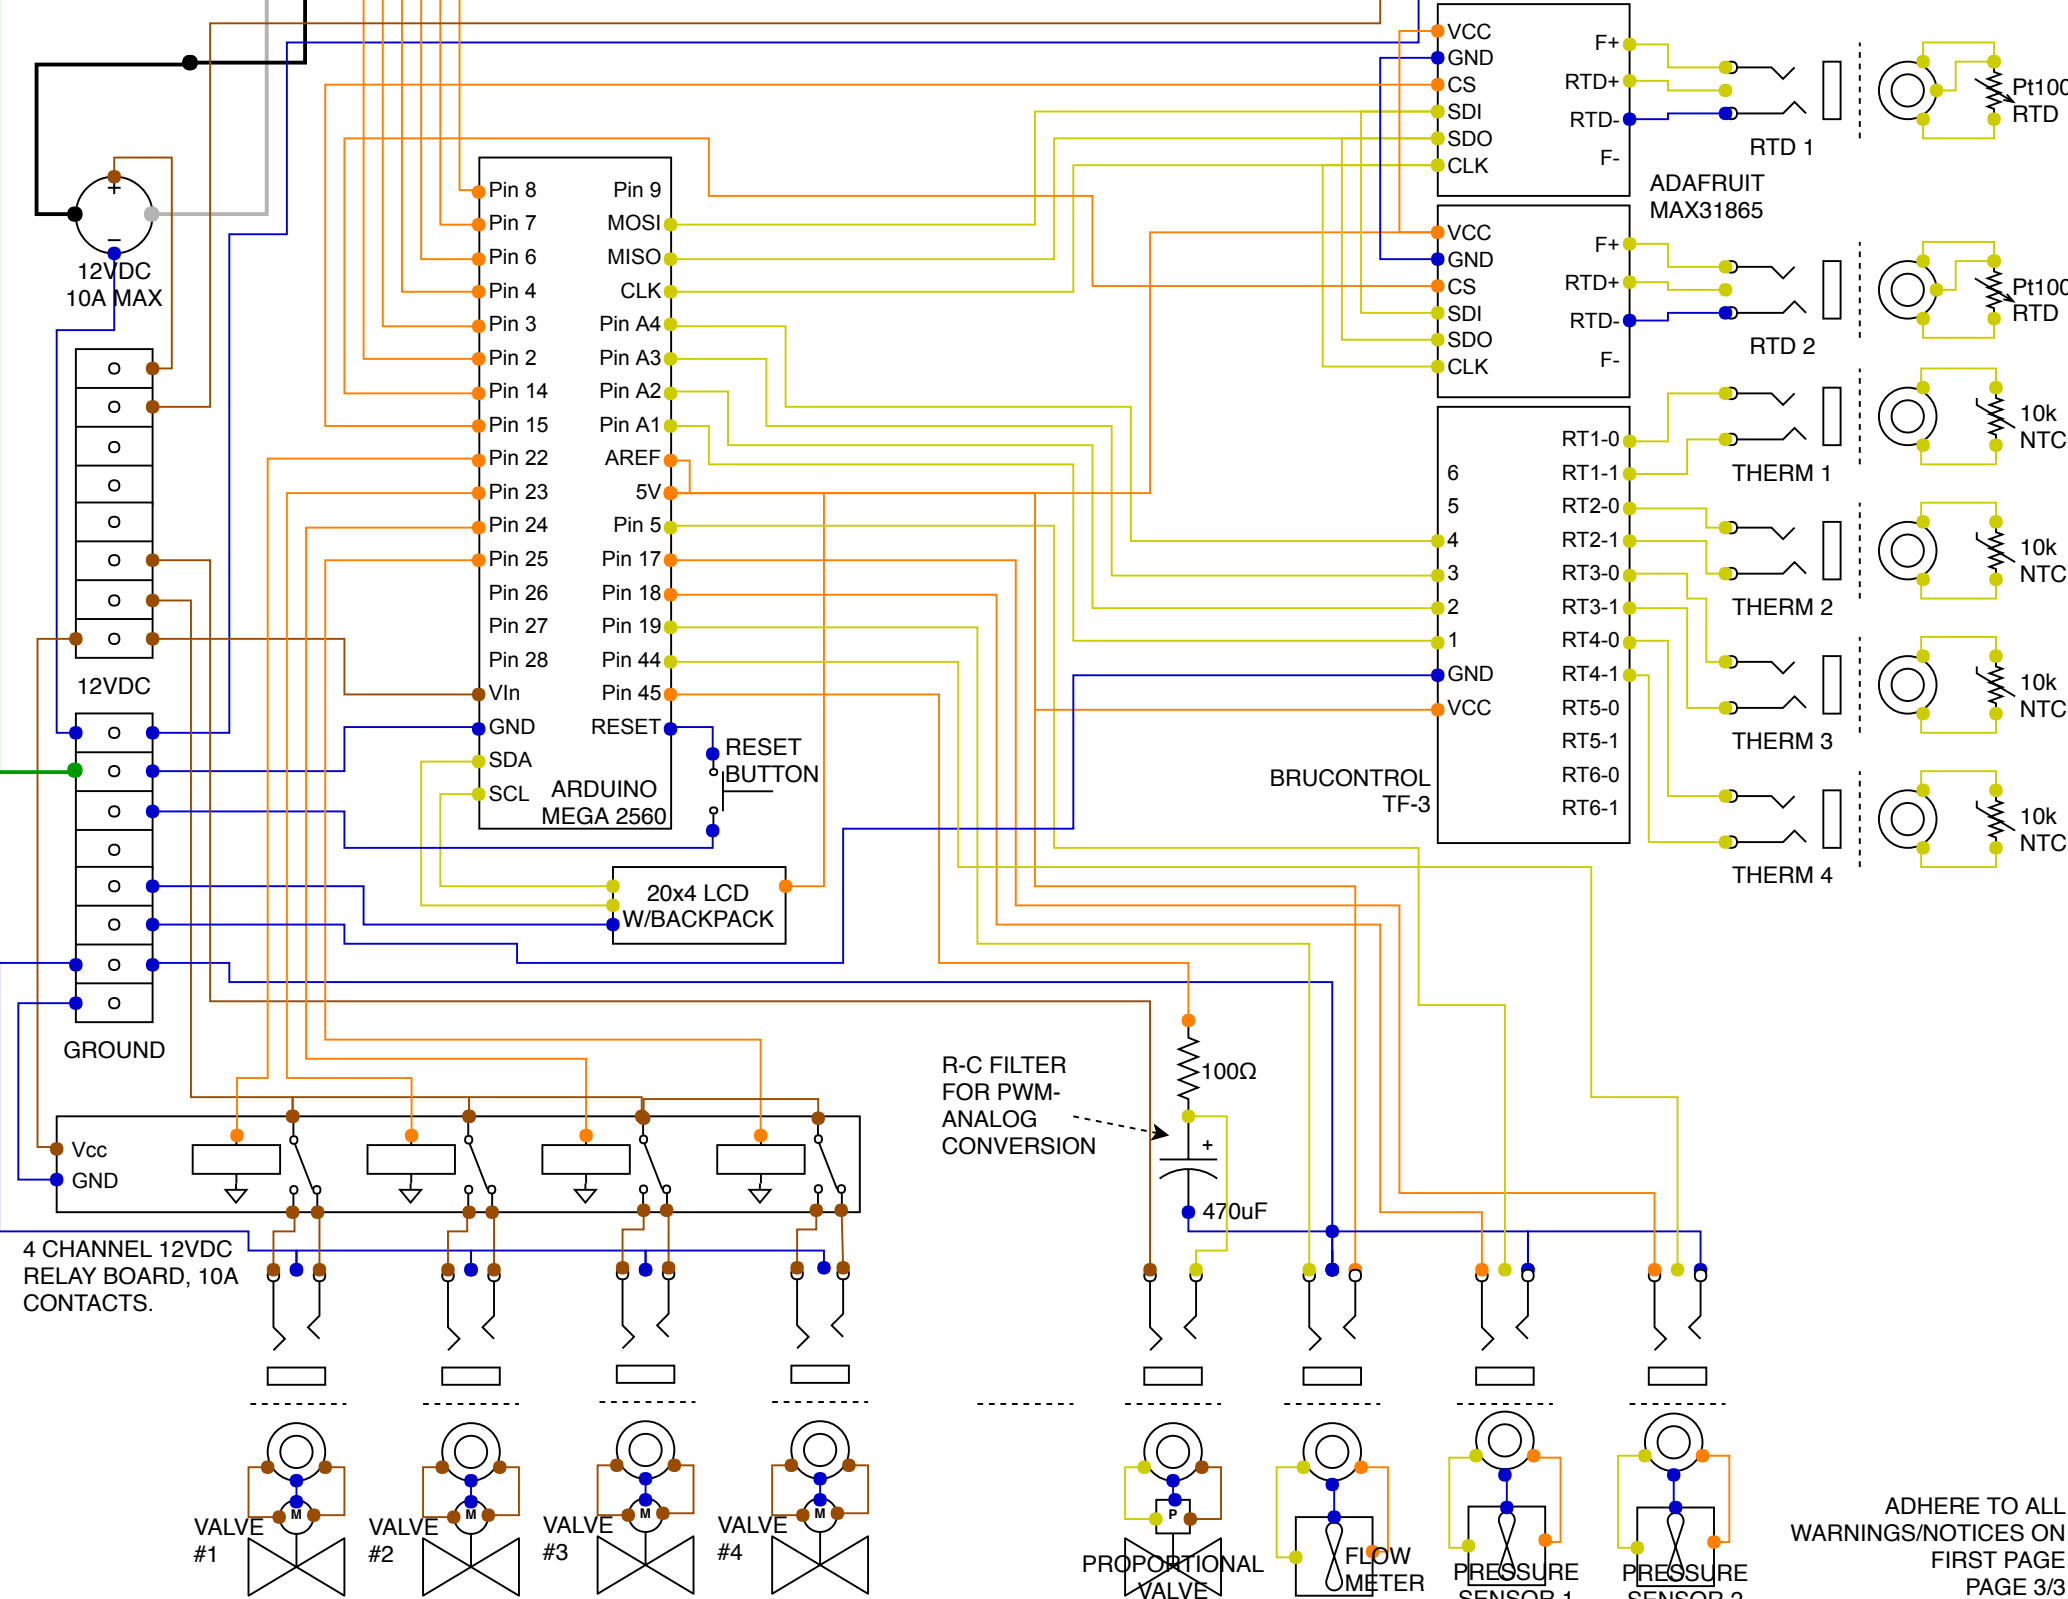 +
−
12VDC
10A MAX
12VDC
GROUND
Pin 8
Pin 7
Pin 6
Pin 4
Pin 3
Pin 2
Pin 14
Pin 15
Pin 22
Pin 23
Pin 24
Pin 25
Pin 26
Pin 27
Pin 28
VIn
GND
SDA
SCL
Pin 9
MOSI
MISO
CLK
Pin A4
Pin A3
Pin A2
Pin A1
AREF
5V
Pin 5
Pin 17
Pin 18
Pin 19
Pin 44
Pin 45
RESET
ARDUINO
MEGA 2560
RESET
BUTTON
20x4 LCD
W/BACKPACK
VCC
GND
CS
SDI
SDO
CLK
F+
RTD+
RTD-
F-
RTD 1
Pt100
RTD
ADAFRUIT
MAX31865
VCC
GND
CS
SDI
SDO
CLK
F+
RTD+
RTD-
F-
RTD 2
Pt100
RTD
6
5
4
3
2
1
GND
VCC
RT1-0
RT1-1
RT2-0
RT2-1
RT3-0
RT3-1
RT4-0
RT4-1
RT5-0
RT5-1
RT6-0
RT6-1
BRUCONTROL
TF-3
THERM 1
10k
NTC
THERM 2
10k
NTC
THERM 3
10k
NTC
THERM 4
10k
NTC
R-C FILTER
FOR PWM-
ANALOG
CONVERSION
100Ω
+
470uF
Vcc
GND
4 CHANNEL 12VDC
RELAY BOARD, 10A
CONTACTS.
M
VALVE
#1
M
VALVE
#2
M
VALVE
#3
M
VALVE
#4
P
PROPORTIONAL
VALVE
FLOW
METER
PRESSURE
SENSOR 1
PRESSURE
SENSOR 2
ADHERE TO ALL
WARNINGS/NOTICES ON
FIRST PAGE
PAGE 3/3